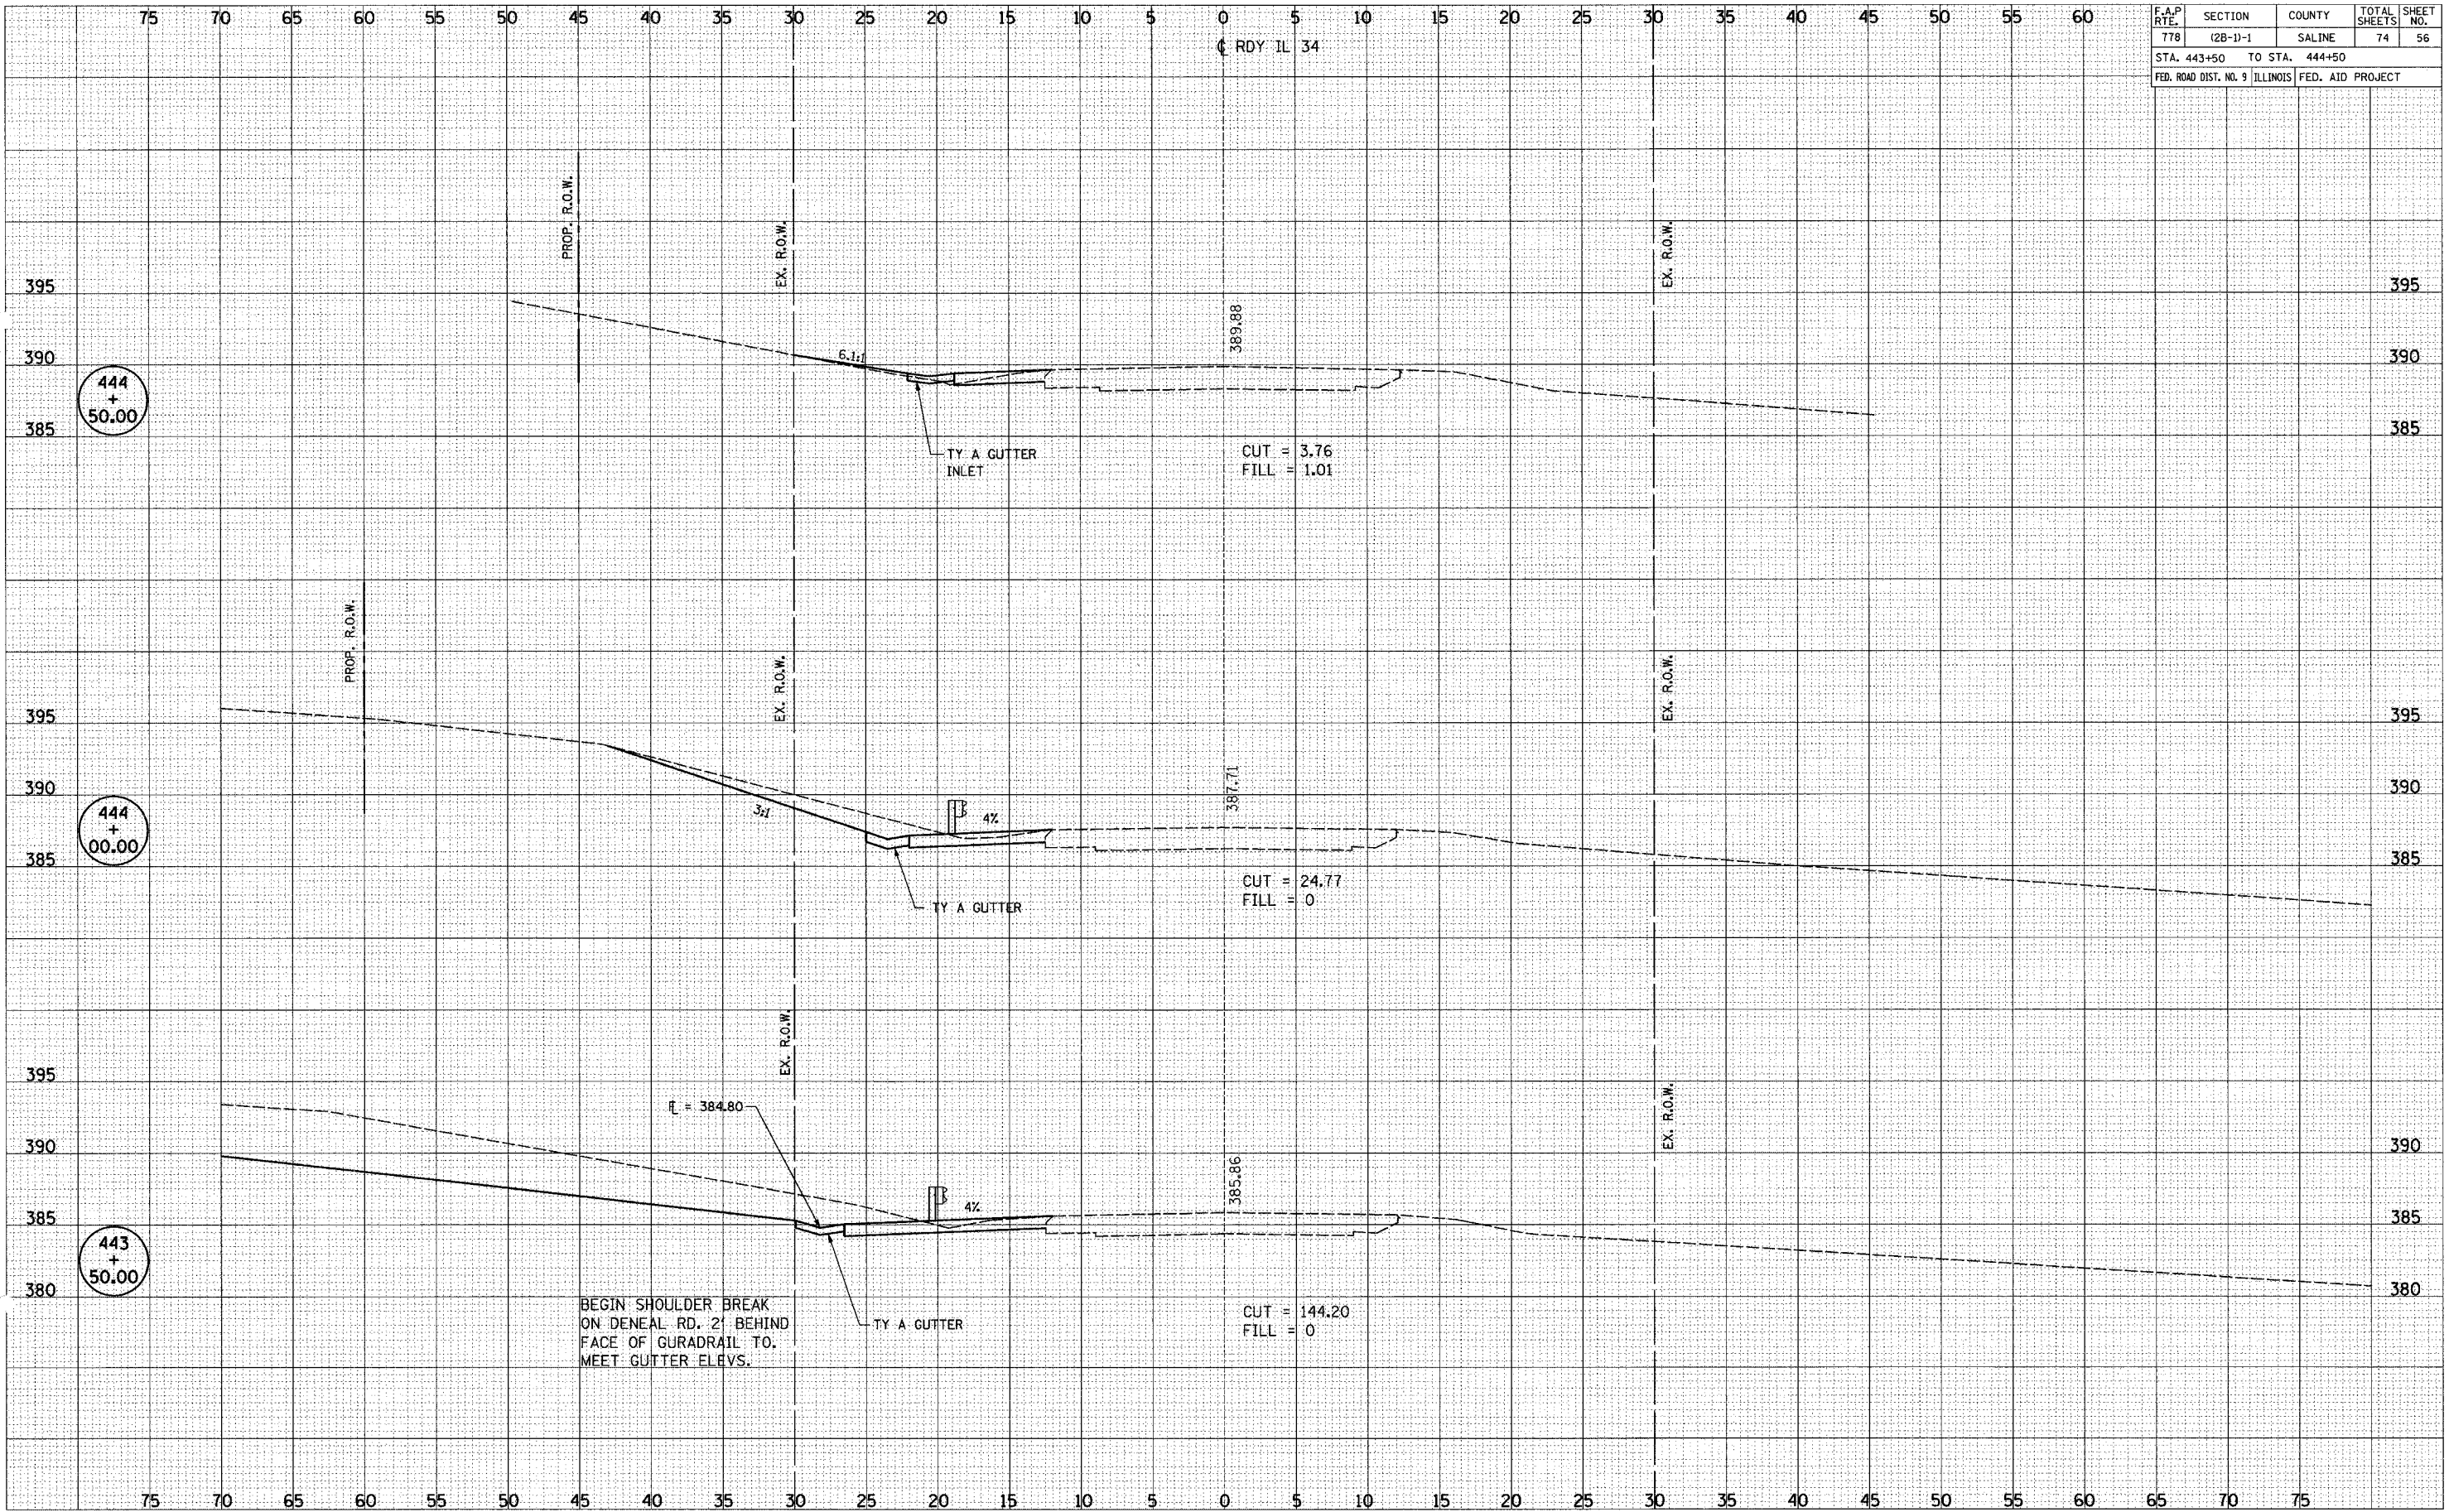 75 70 65 60 55 50 45 40 35 30 25 20 15 10 5 0 5 10 15 20 25 30 35 40 45 50 55 60
F.A.P RTE. SECTION COUNTY TOTAL SHEETS SHEET NO.
778 (2B-1)-1 SALINE 74 56
STA. 443+50 TO STA. 444+50
FED. ROAD DIST. NO. 9 ILLINOIS FED. AID PROJECT
℄ RDY IL 34
PROP. R.O.W.
EX. R.O.W.
EX. R.O.W.
395 395
389.88
390 6.1:1 390
444
+
50.00
385 385
TY A GUTTER
INLET
CUT = 3.76
FILL = 1.01
PROP. R.O.W.
EX. R.O.W.
EX. R.O.W.
395 395
387.71
390 390
3:1
4%
444
+
00.00
385 385
TY A GUTTER
CUT = 24.77
FILL = 0
EX. R.O.W.
EX. R.O.W.
395
FL = 384.80
390 390
385.86
4%
385 385
443
+
50.00
380 380
BEGIN SHOULDER BREAK
ON DENEAL RD. 2' BEHIND
FACE OF GURADRAIL TO.
MEET GUTTER ELEVS.
TY A GUTTER
CUT = 144.20
FILL = 0
75 70 65 60 55 50 45 40 35 30 25 20 15 10 5 0 5 10 15 20 25 30 35 40 45 50 55 60 65 70 75